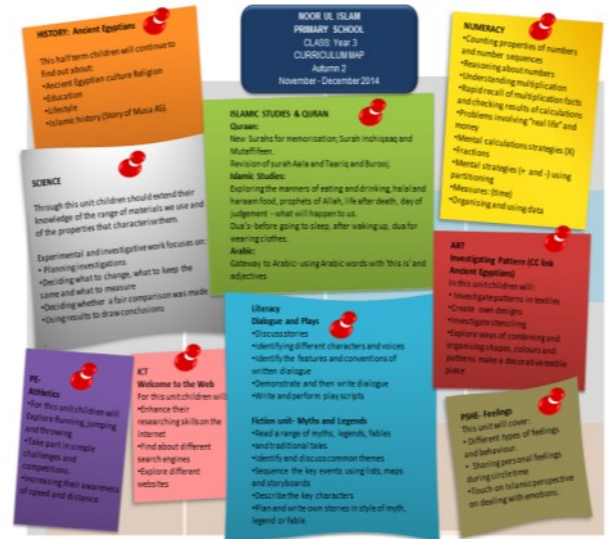 NOOR UL ISLAM
PRIMARY SCHOOL
CLASS: Year 3
CURRICULUM MAP
Autumn 2
November - December 2014
HISTORY: Ancient Egyptians
This half term children will continue to
find out about:
•Ancient Egyptian culture Religion
•Education
•Lifestyle
•Islamic history (Story of Musa AS).
NUMERACY
•Counting properties of numbers
and number sequences
•Reasoning about numbers
•Understanding multiplication
•Rapid recall of multiplication facts
and checking results of calculations
•Problems involving "real life" and
money
•Mental calculations strategies (X)
•Fractions
•Mental strategies (+ and -) using
partitioning
•Measures: (time)
•Organising and using data
ISLAMIC STUDIES & QURAN
Quraan:
New Surahs for memorisation; Surah Inshiqaaq and
Mutaffifeen.
Revision of surah Aala and Taariq and Burooj.
Islamic Studies:
Exploring the manners of eating and drinking, halal and
haraam food, prophets of Allah, life after death, day of
judgement - what will happen to us.
Dua's- before going to sleep, after waking up, dua for
wearing clothes.
Arabic:
Gateway to Arabic- using Arabic words with 'this is' and
adjectives
SCIENCE
Through this unit children should extend their
knowledge of the range of materials we use and
of the properties that characterise them.
Experimental and investigative work focuses on:
• Planning investigations
•Deciding what to change, what to keep the
same and what to measure
•Deciding whether a fair comparison was made
•Using results to draw conclusions
ART
Investigating Pattern (CC link
Ancient Egyptians)
In this unit children will:
• Investigate patterns in textiles
•Create own designs
•Investigate stenciling
•Explore ways of combining and
organising shapes, colours and
patterns make a decorative textile
piece
Literacy
Dialogue and Plays
•Discuss stories
•Identifying different characters and voices
•Identify the features and conventions of
written dialogue
•Demonstrate and then write dialogue
•Write and perform play scripts
Fiction unit- Myths and Legends
•Read a range of myths, legends, fables
and traditional tales
•Identify and discuss common themes
•Sequence the key events using lists, maps
and storyboards
•Describe the key characters
•Plan and write own stories in style of myth,
legend or fable.
PE-
Athletics
•For this unit children will
Explore Running, jumping
and throwing
•Take part in simple
challenges and
competitions.
•Increasing their awareness
of speed and distance.
ICT
Welcome to the Web
For this unit children will:
•Enhance their
researching skills on the
internet
•Find about different
search engines
•Explore different
websites
PSHE- Feelings
This unit will cover:
• Different types of feelings
and behaviour.
• Sharing personal feelings
during circle time
•Touch on Islamic perspective
on dealing with emotions.